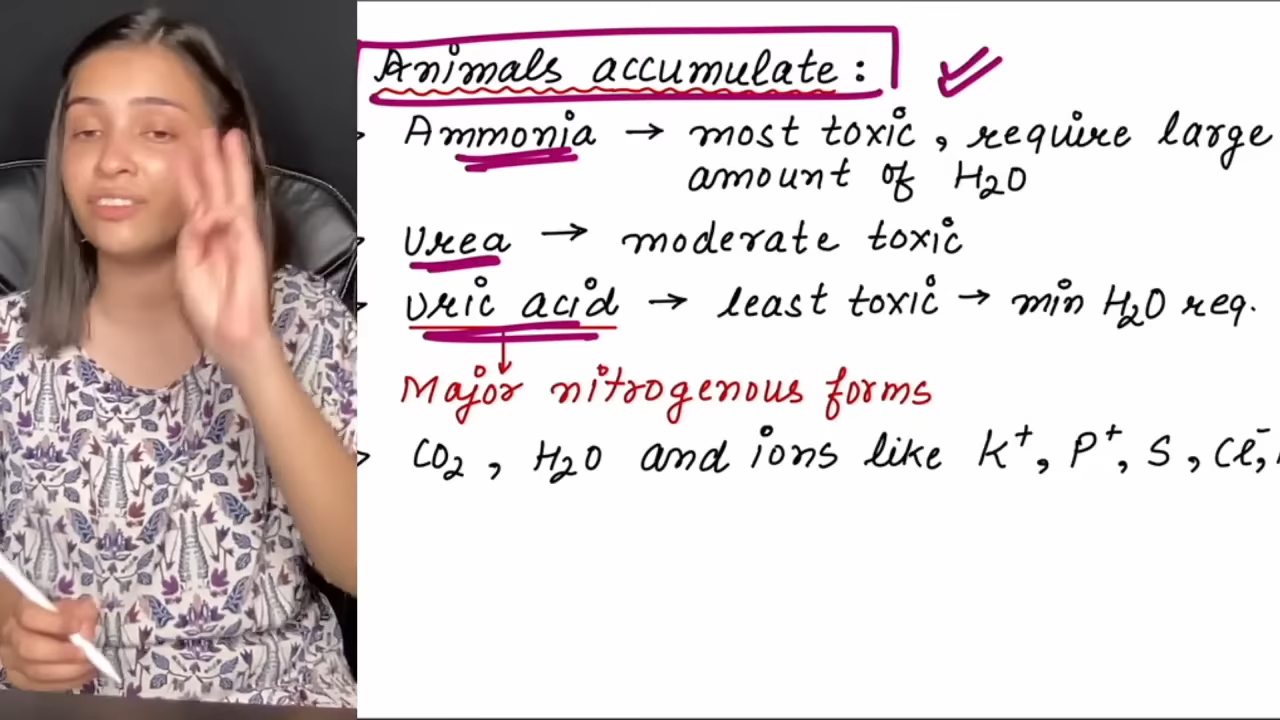 Animals accumulate :
Ammonia → most toxic , require large
amount of H2O
Urea → moderate toxic
Uric acid → least toxic → min H2O req.
Major nitrogenous forms
CO2 , H2O and ions like K+, P+, S, Cl-,